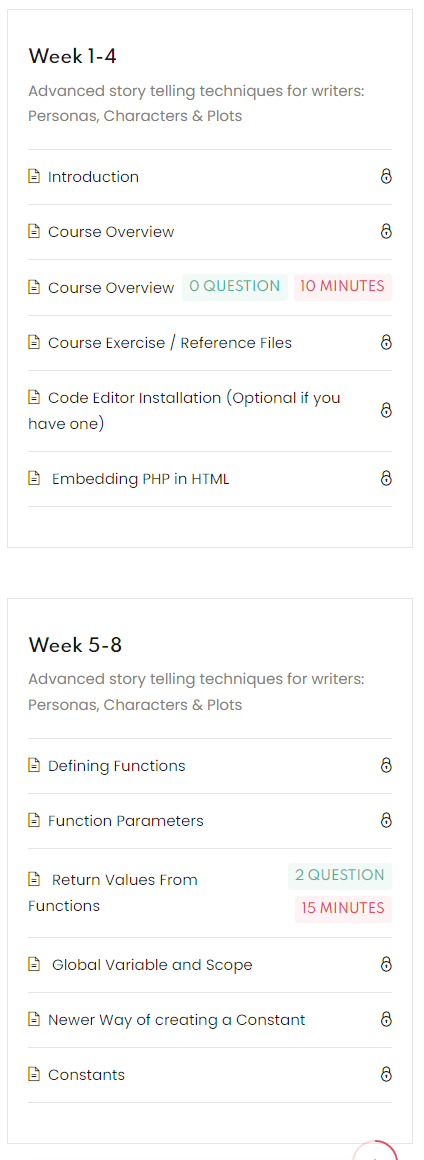 Week 1-4
Advanced story telling techniques for writers:
Personas, Characters & Plots
Introduction
Course Overview
Course Overview 0 QUESTION 10 MINUTES
Course Exercise / Reference Files
Code Editor Installation (Optional if you
have one)
Embedding PHP in HTML
Week 5-8
Advanced story telling techniques for writers:
Personas, Characters & Plots
Defining Functions
Function Parameters
Return Values From
Functions
2 QUESTION
15 MINUTES
Global Variable and Scope
Newer Way of creating a Constant
Constants